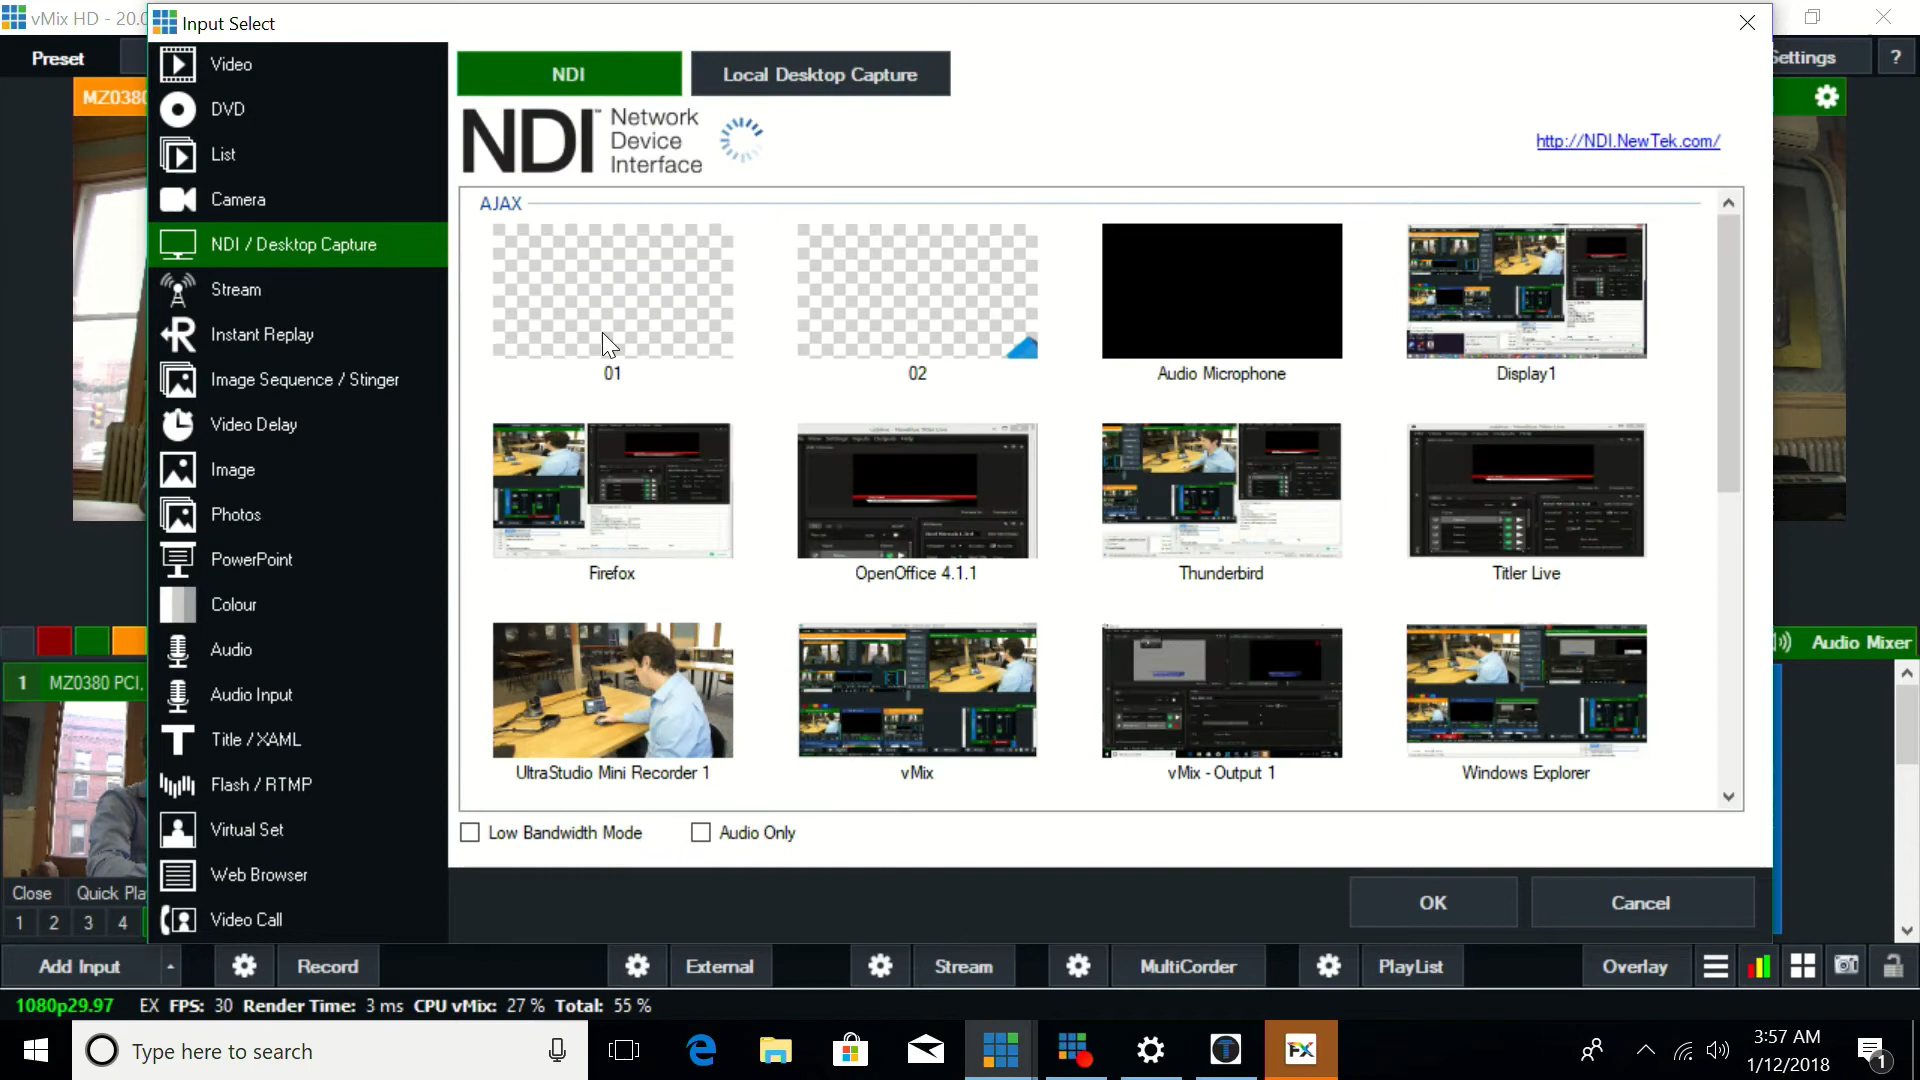 vMix HD - 20.0
Input Select
Preset
Settings
?
MZ0380
Video
DVD
List
Camera
NDI / Desktop Capture
Stream
Instant Replay
Image Sequence / Stinger
Video Delay
Image
Photos
PowerPoint
Colour
Audio
Audio Input
Title / XAML
Flash / RTMP
Virtual Set
Web Browser
Video Call
NDI
Local Desktop Capture
NDI™ Network
Device
Interface
http://NDI.NewTek.com/
AJAX
01
02
Audio Microphone
Display1
Firefox
OpenOffice 4.1.1
Thunderbird
Titler Live
UltraStudio Mini Recorder 1
vMix
vMix - Output 1
Windows Explorer
Low Bandwidth Mode
Audio Only
OK
Cancel
Audio Mixer
1 MZ0380 PCI,
Close Quick Pla
1 2 3 4
Add Input
Record
External
Stream
MultiCorder
PlayList
Overlay
1080p29.97 EX FPS: 30 Render Time: 3 ms CPU vMix: 27 % Total: 55 %
Type here to search
FX
3:57 AM
1/12/2018
1